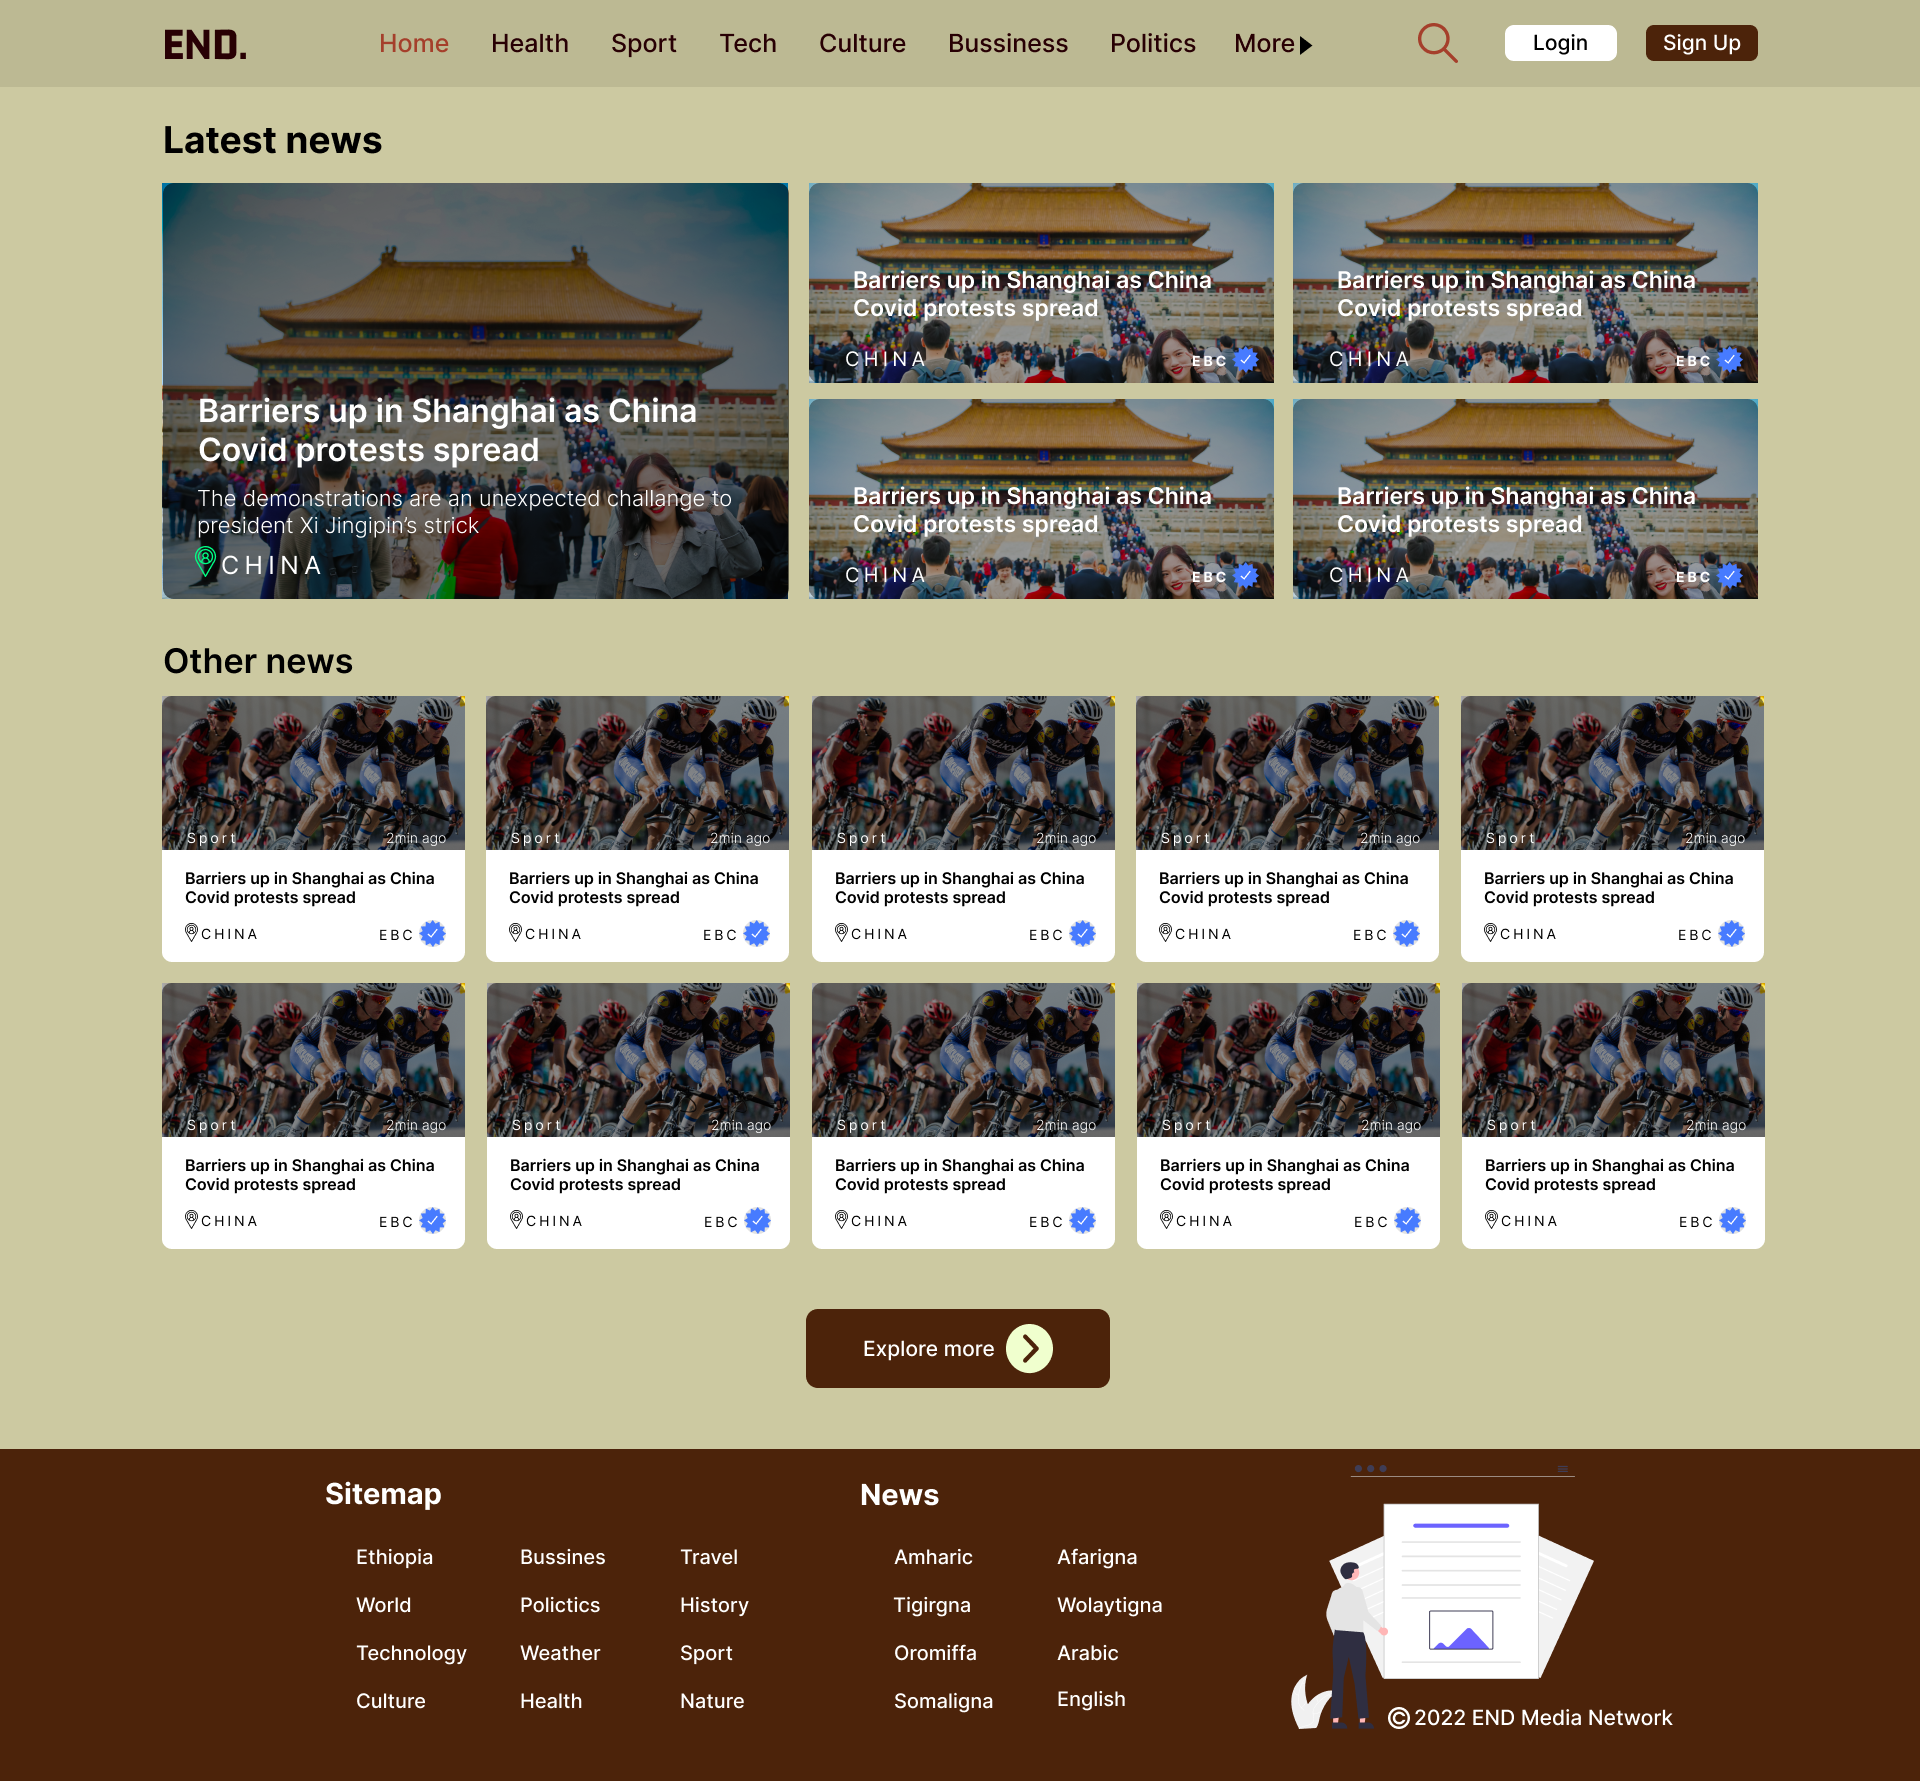 END.
Home Health Sport Tech Culture Bussiness Politics More
Login
Sign Up
Latest news
Barriers up in Shanghai as China
Covid protests spread
The demonstrations are an unexpected challange to
president Xi Jingipin's strick
CHINA
Barriers up in Shanghai as China
Covid protests spread
CHINA
EBC
Barriers up in Shanghai as China
Covid protests spread
CHINA
EBC
Barriers up in Shanghai as China
Covid protests spread
CHINA
EBC
Barriers up in Shanghai as China
Covid protests spread
CHINA
EBC
Other news
Sport 2min ago
Barriers up in Shanghai as China
Covid protests spread
CHINA EBC
Sport 2min ago
Barriers up in Shanghai as China
Covid protests spread
CHINA EBC
Sport 2min ago
Barriers up in Shanghai as China
Covid protests spread
CHINA EBC
Sport 2min ago
Barriers up in Shanghai as China
Covid protests spread
CHINA EBC
Sport 2min ago
Barriers up in Shanghai as China
Covid protests spread
CHINA EBC
Sport 2min ago
Barriers up in Shanghai as China
Covid protests spread
CHINA EBC
Sport 2min ago
Barriers up in Shanghai as China
Covid protests spread
CHINA EBC
Sport 2min ago
Barriers up in Shanghai as China
Covid protests spread
CHINA EBC
Sport 2min ago
Barriers up in Shanghai as China
Covid protests spread
CHINA EBC
Sport 2min ago
Barriers up in Shanghai as China
Covid protests spread
CHINA EBC
Explore more
Sitemap
Ethiopia Bussines Travel
World Polictics History
Technology Weather Sport
Culture Health Nature
News
Amharic Afarigna
Tigirgna Wolaytigna
Oromiffa Arabic
Somaligna English
©2022 END Media Network